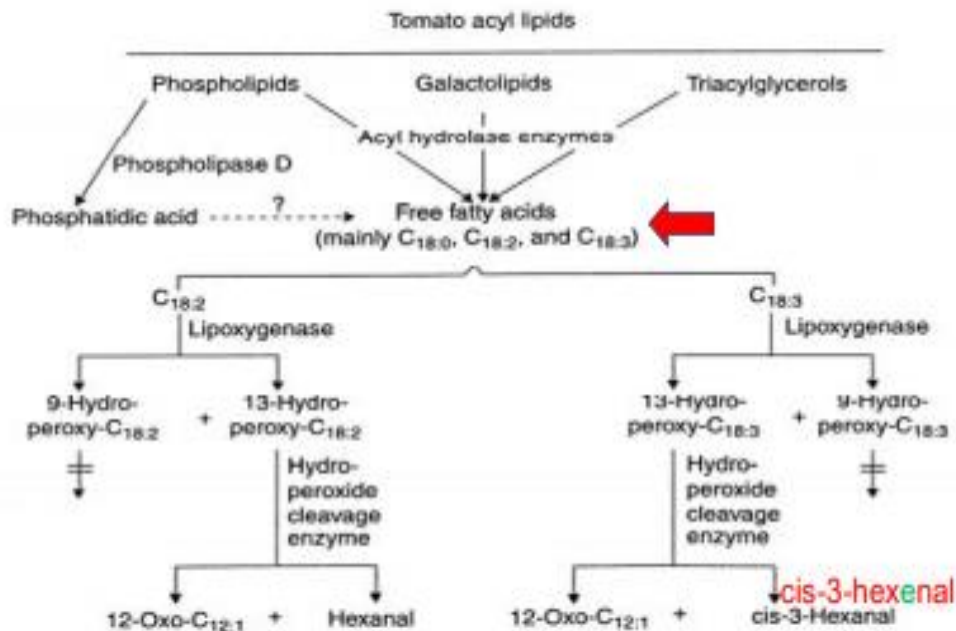 Tomato acyl lipids
Phospholipids Galactolipids Triacylglycerols
Acyl hydrolase enzymes
Phospholipase D
Phosphatidic acid ? Free fatty acids
(mainly C18:0, C18:2, and C18:3)
C18:2 C18:3
Lipoxygenase Lipoxygenase
9-Hydro- 13-Hydro- 13-Hydro- 9-Hydro-
peroxy-C18:2 + peroxy-C18:2 peroxy-C18:3 + peroxy-C18:3
Hydro- Hydro-
peroxide peroxide
cleavage cleavage
enzyme enzyme
cis-3-hexenal
12-Oxo-C12:1 + Hexanal 12-Oxo-C12:1 + cis-3-Hexanal